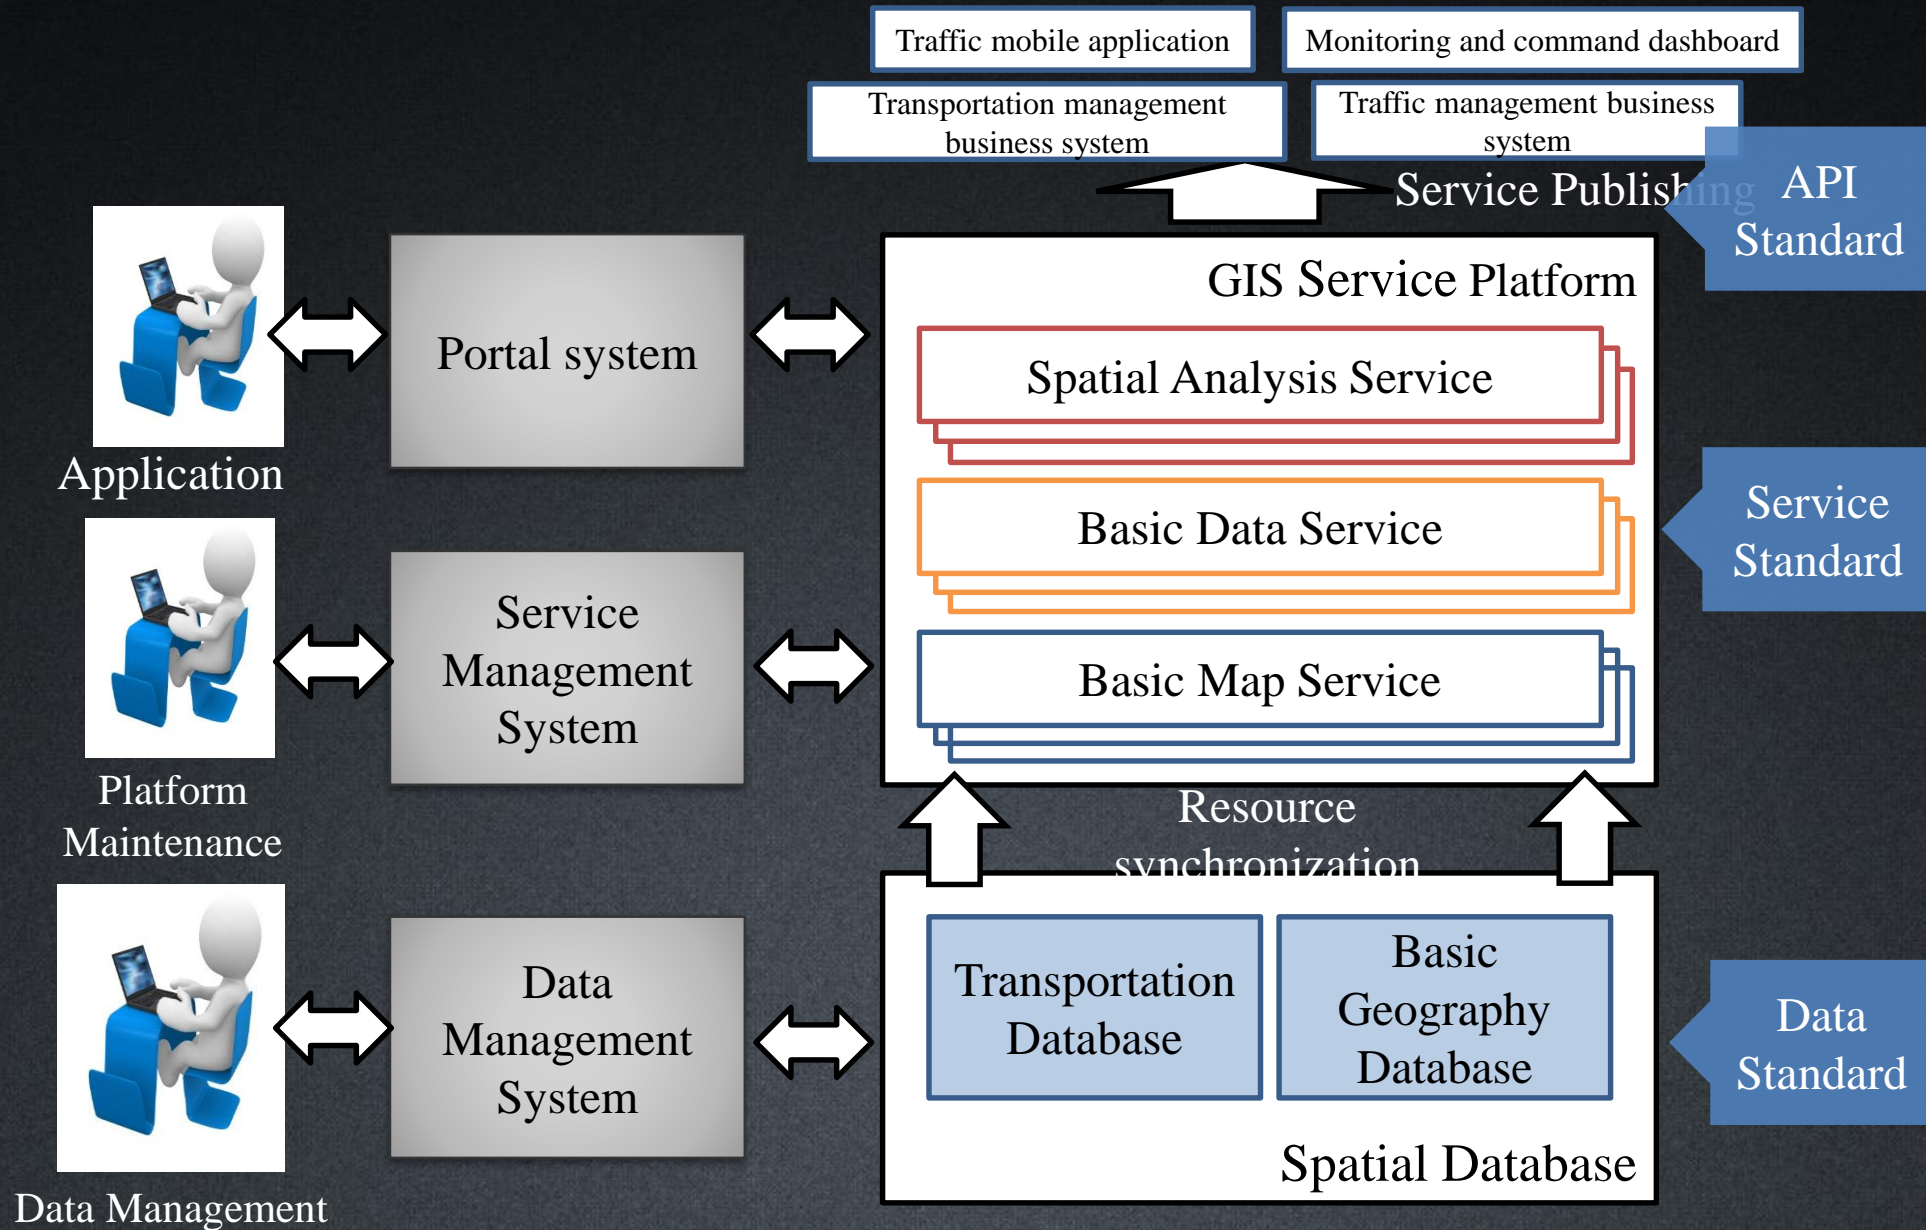 Traffic mobile application
Monitoring and command dashboard
Transportation management
business system
Traffic management business
system
Service Publishing
API
Standard
GIS Service Platform
Portal system
Spatial Analysis Service
Application
Basic Data Service
Service
Standard
Service
Management
System
Basic Map Service
Platform
Maintenance
Resource
synchronization
Data
Management
System
Transportation
Database
Basic
Geography
Database
Data
Standard
Spatial Database
Data Management